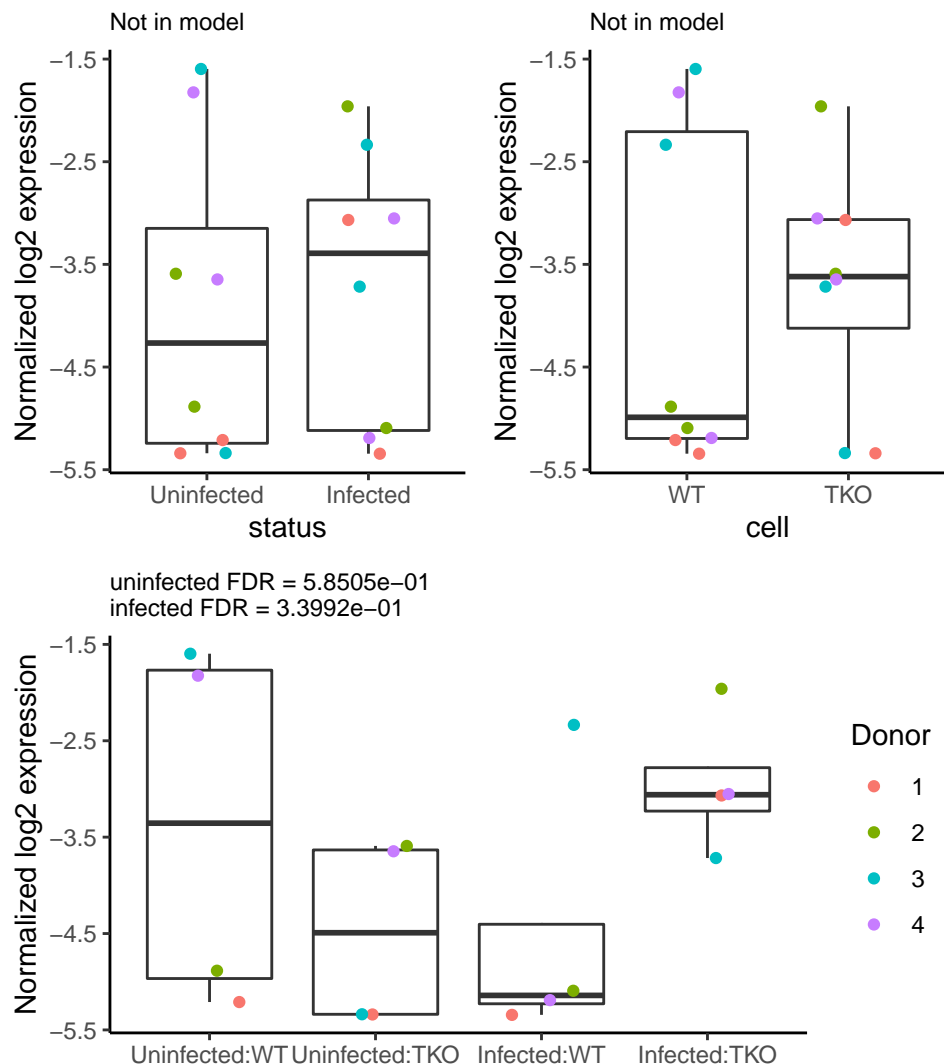 Not in model
Normalized log2 expression
−1.5
−2.5
−3.5
−4.5
−5.5
Uninfected Infected
status
Not in model
Normalized log2 expression
−1.5
−2.5
−3.5
−4.5
−5.5
WT TKO
cell
uninfected FDR = 5.8505e−01
infected FDR = 3.3992e−01
Normalized log2 expression
−1.5
−2.5
−3.5
−4.5
−5.5
Uninfected:WT Uninfected:TKO Infected:WT Infected:TKO
Donor
1
2
3
4